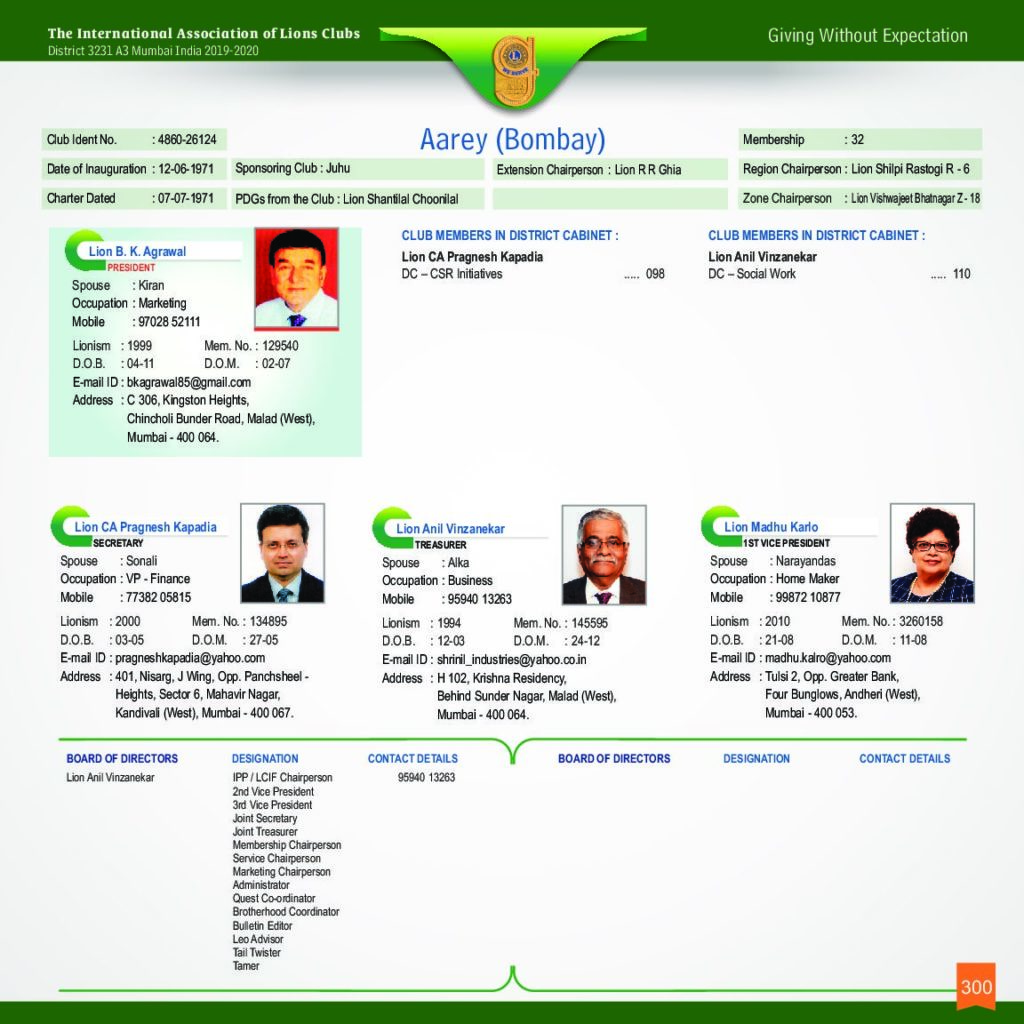 The International Association of Lions Clubs
District 3231 A3 Mumbai India 2019-2020
Giving Without Expectation
WE SERVE
Aarey (Bombay)
Club Ident No. : 4860-26124
Membership : 32
Date of Inauguration : 12-06-1971
Sponsoring Club : Juhu
Extension Chairperson : Lion R R Ghia
Region Chairperson : Lion Shilpi Rastogi R - 6
Charter Dated : 07-07-1971
PDGs from the Club : Lion Shantilal Choonilal
Zone Chairperson : Lion Vishwajeet Bhatnagar Z - 18
Lion B. K. Agrawal
PRESIDENT
Spouse : Kiran
Occupation : Marketing
Mobile : 97028 52111
Lionism : 1999 Mem. No. : 129540
D.O.B. : 04-11 D.O.M. : 02-07
E-mail ID : bkagrawal85@gmail.com
Address : C 306, Kingston Heights,
Chincholi Bunder Road, Malad (West),
Mumbai - 400 064.
CLUB MEMBERS IN DISTRICT CABINET :
Lion CA Pragnesh Kapadia
DC – CSR Initiatives ..... 098
CLUB MEMBERS IN DISTRICT CABINET :
Lion Anil Vinzanekar
DC – Social Work ..... 110
Lion CA Pragnesh Kapadia
SECRETARY
Spouse : Sonali
Occupation : VP - Finance
Mobile : 77382 05815
Lionism : 2000 Mem. No. : 134895
D.O.B. : 03-05 D.O.M. : 27-05
E-mail ID : pragneshkapadia@yahoo.com
Address : 401, Nisarg, J Wing, Opp. Panchsheel -
Heights, Sector 6, Mahavir Nagar,
Kandivali (West), Mumbai - 400 067.
Lion Anil Vinzanekar
TREASURER
Spouse : Alka
Occupation : Business
Mobile : 95940 13263
Lionism : 1994 Mem. No. : 145595
D.O.B. : 12-03 D.O.M. : 24-12
E-mail ID : shrinil_industries@yahoo.co.in
Address : H 102, Krishna Residency,
Behind Sunder Nagar, Malad (West),
Mumbai - 400 064.
Lion Madhu Karlo
1ST VICE PRESIDENT
Spouse : Narayandas
Occupation : Home Maker
Mobile : 99872 10877
Lionism : 2010 Mem. No. : 3260158
D.O.B. : 21-08 D.O.M. : 11-08
E-mail ID : madhu.kalro@yahoo.com
Address : Tulsi 2, Opp. Greater Bank,
Four Bunglows, Andheri (West),
Mumbai - 400 053.
BOARD OF DIRECTORS DESIGNATION CONTACT DETAILS
Lion Anil Vinzanekar IPP / LCIF Chairperson 95940 13263
2nd Vice President
3rd Vice President
Joint Secretary
Joint Treasurer
Membership Chairperson
Service Chairperson
Marketing Chairperson
Administrator
Quest Co-ordinator
Brotherhood Coordinator
Bulletin Editor
Leo Advisor
Tail Twister
Tamer
BOARD OF DIRECTORS DESIGNATION CONTACT DETAILS
300